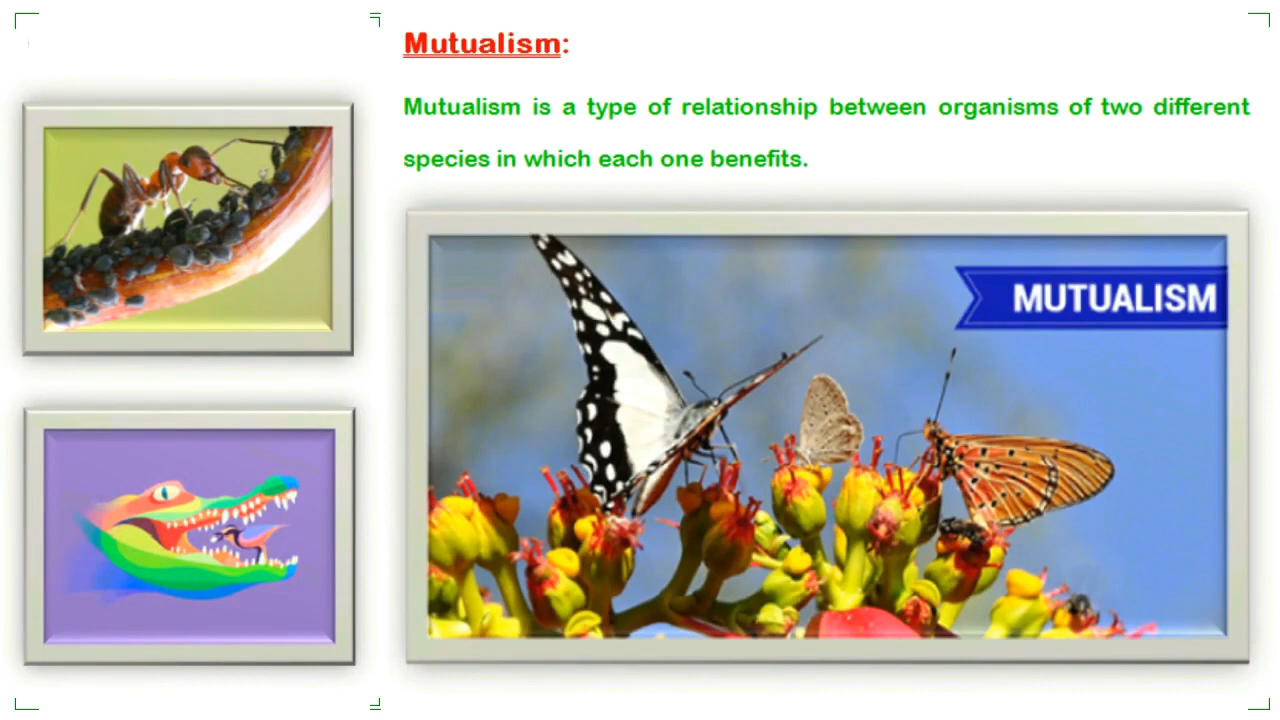 Mutualism:
Mutualism is a type of relationship between organisms of two different
species in which each one benefits.
MUTUALISM